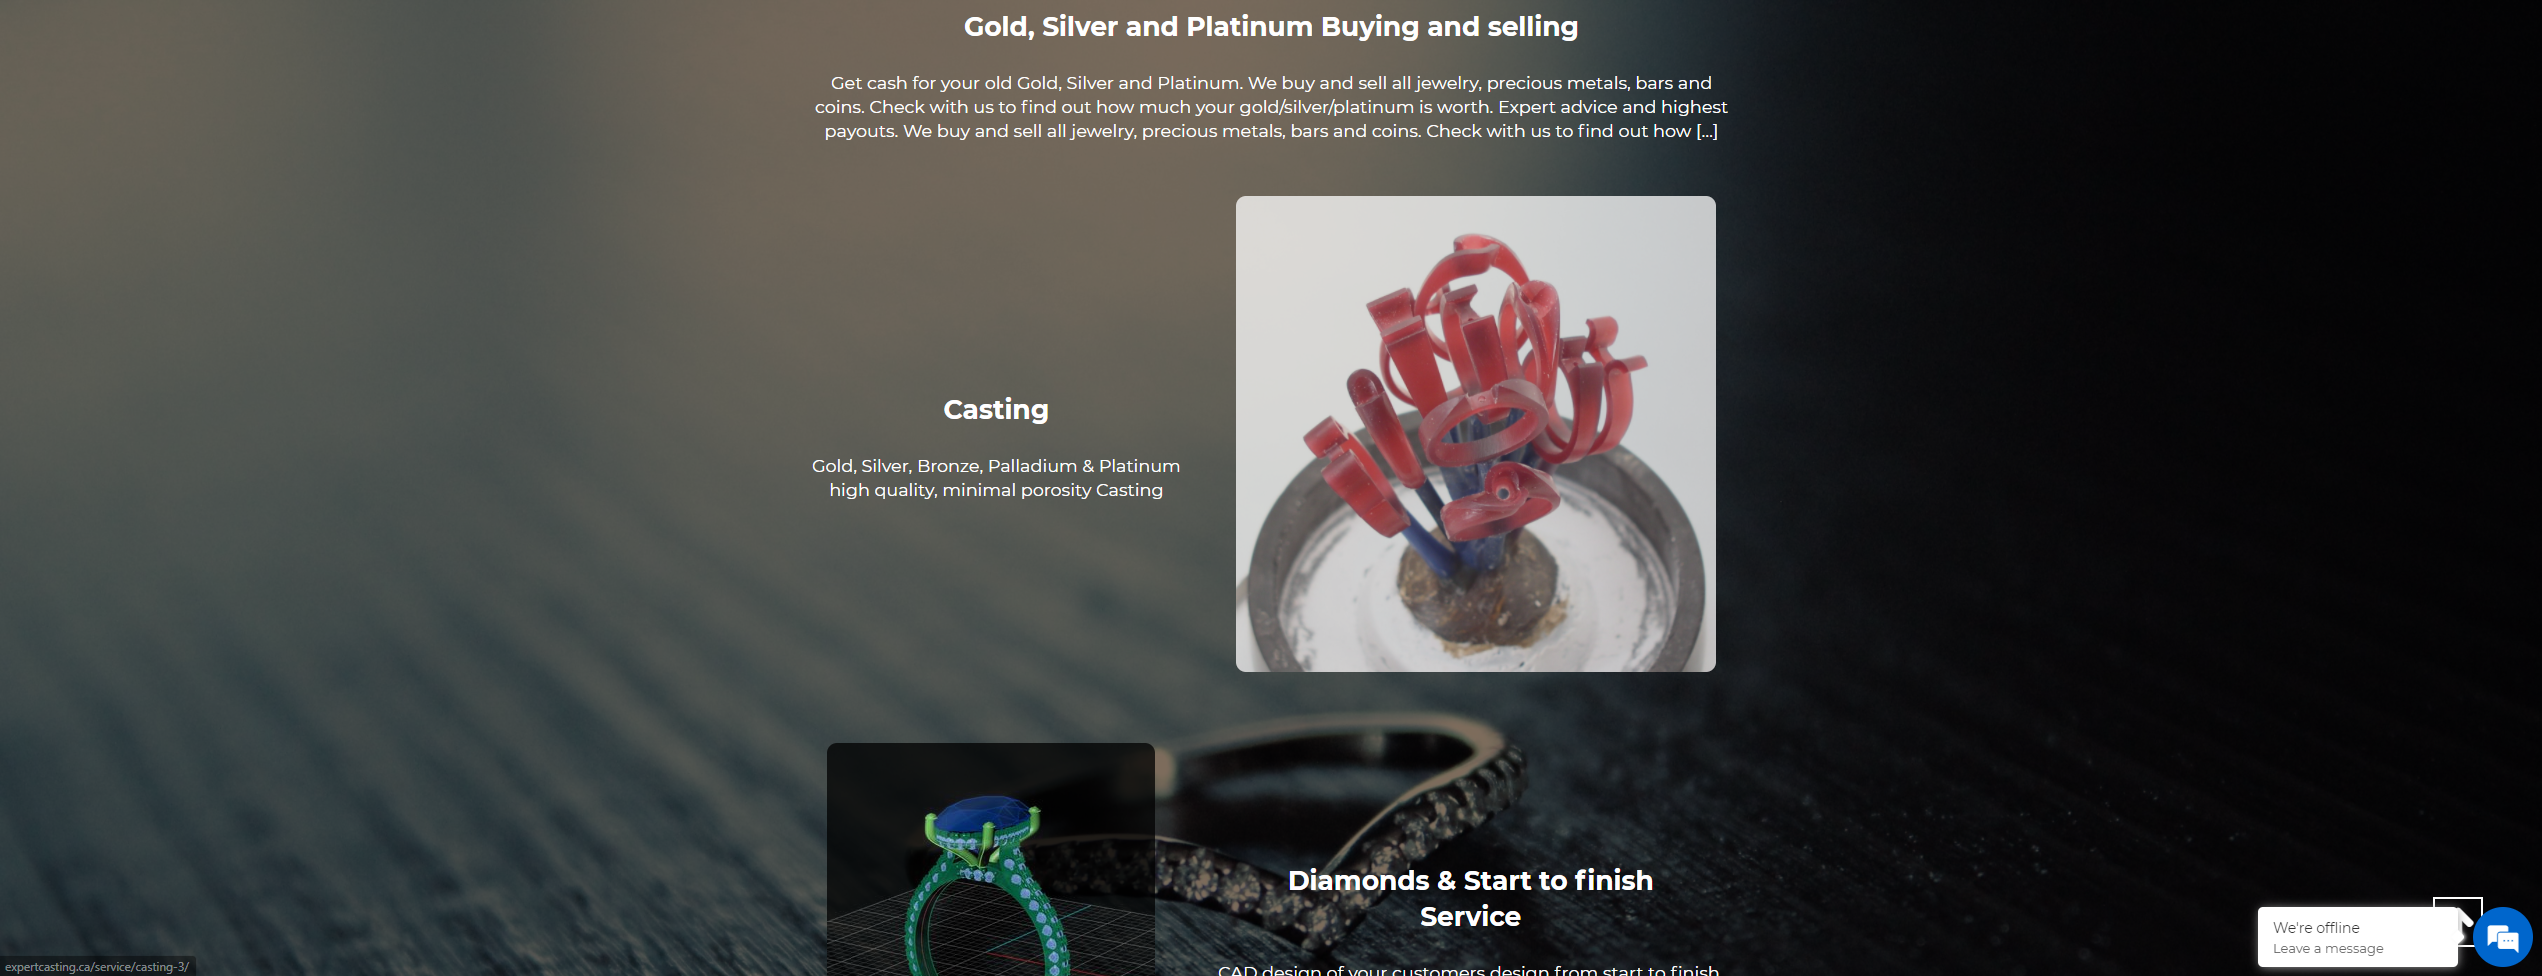 Gold, Silver and Platinum Buying and selling
Get cash for your old Gold, Silver and Platinum. We buy and sell all jewelry, precious metals, bars and
coins. Check with us to find out how much your gold/silver/platinum is worth. Expert advice and highest
payouts. We buy and sell all jewelry, precious metals, bars and coins. Check with us to find out how [...]
Casting
Gold, Silver, Bronze, Palladium & Platinum
high quality, minimal porosity Casting
Diamonds & Start to finish
Service
CAD design of your customers design from start to finish
We're offline
Leave a message
expertcasting.ca/service/casting-3/